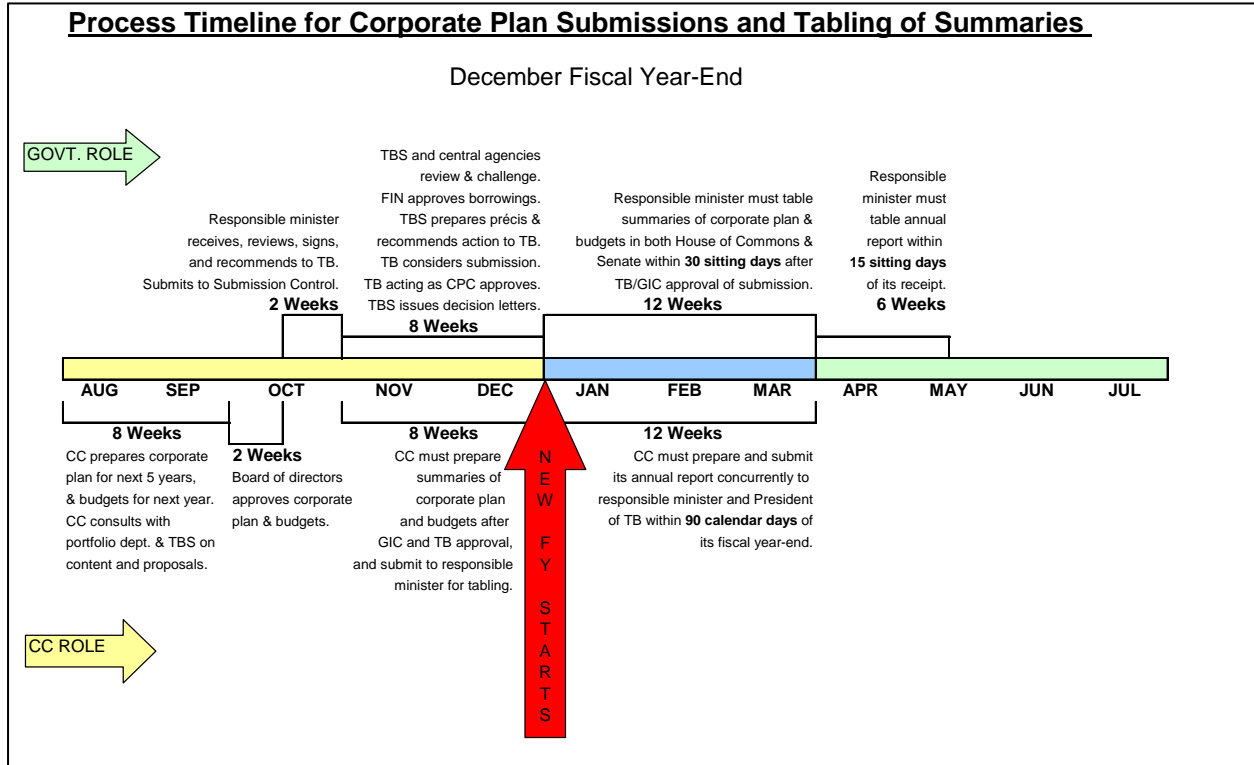 Process Timeline for Corporate Plan Submissions and Tabling of Summaries
December Fiscal Year-End
GOVT. ROLE
Responsible minister
receives, reviews, signs,
and recommends to TB.
Submits to Submission Control.
2 Weeks
TBS and central agencies
review & challenge.
FIN approves borrowings.
TBS prepares précis &
recommends action to TB.
TB considers submission.
TB acting as CPC approves.
TBS issues decision letters.
8 Weeks
Responsible minister must table
summaries of corporate plan &
budgets in both House of Commons &
Senate within 30 sitting days after
TB/GIC approval of submission.
12 Weeks
Responsible
minister must
table annual
report within
15 sitting days
of its receipt.
6 Weeks
AUG SEP OCT NOV DEC JAN FEB MAR APR MAY JUN JUL
8 Weeks
CC prepares corporate
plan for next 5 years,
& budgets for next year.
CC consults with
portfolio dept. & TBS on
content and proposals.
2 Weeks
Board of directors
approves corporate
plan & budgets.
8 Weeks
CC must prepare
summaries of
corporate plan
and budgets after
GIC and TB approval,
and submit to responsible
minister for tabling.
NEW FY STARTS
12 Weeks
CC must prepare and submit
its annual report concurrently to
responsible minister and President
of TB within 90 calendar days of
its fiscal year-end.
CC ROLE